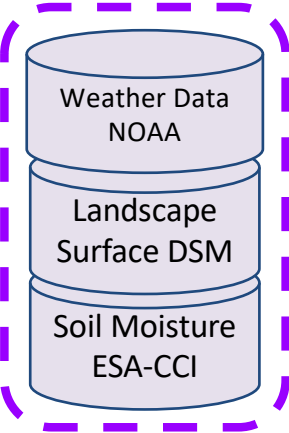 Weather Data
NOAA
Landscape
Surface DSM
Soil Moisture
ESA-CCI